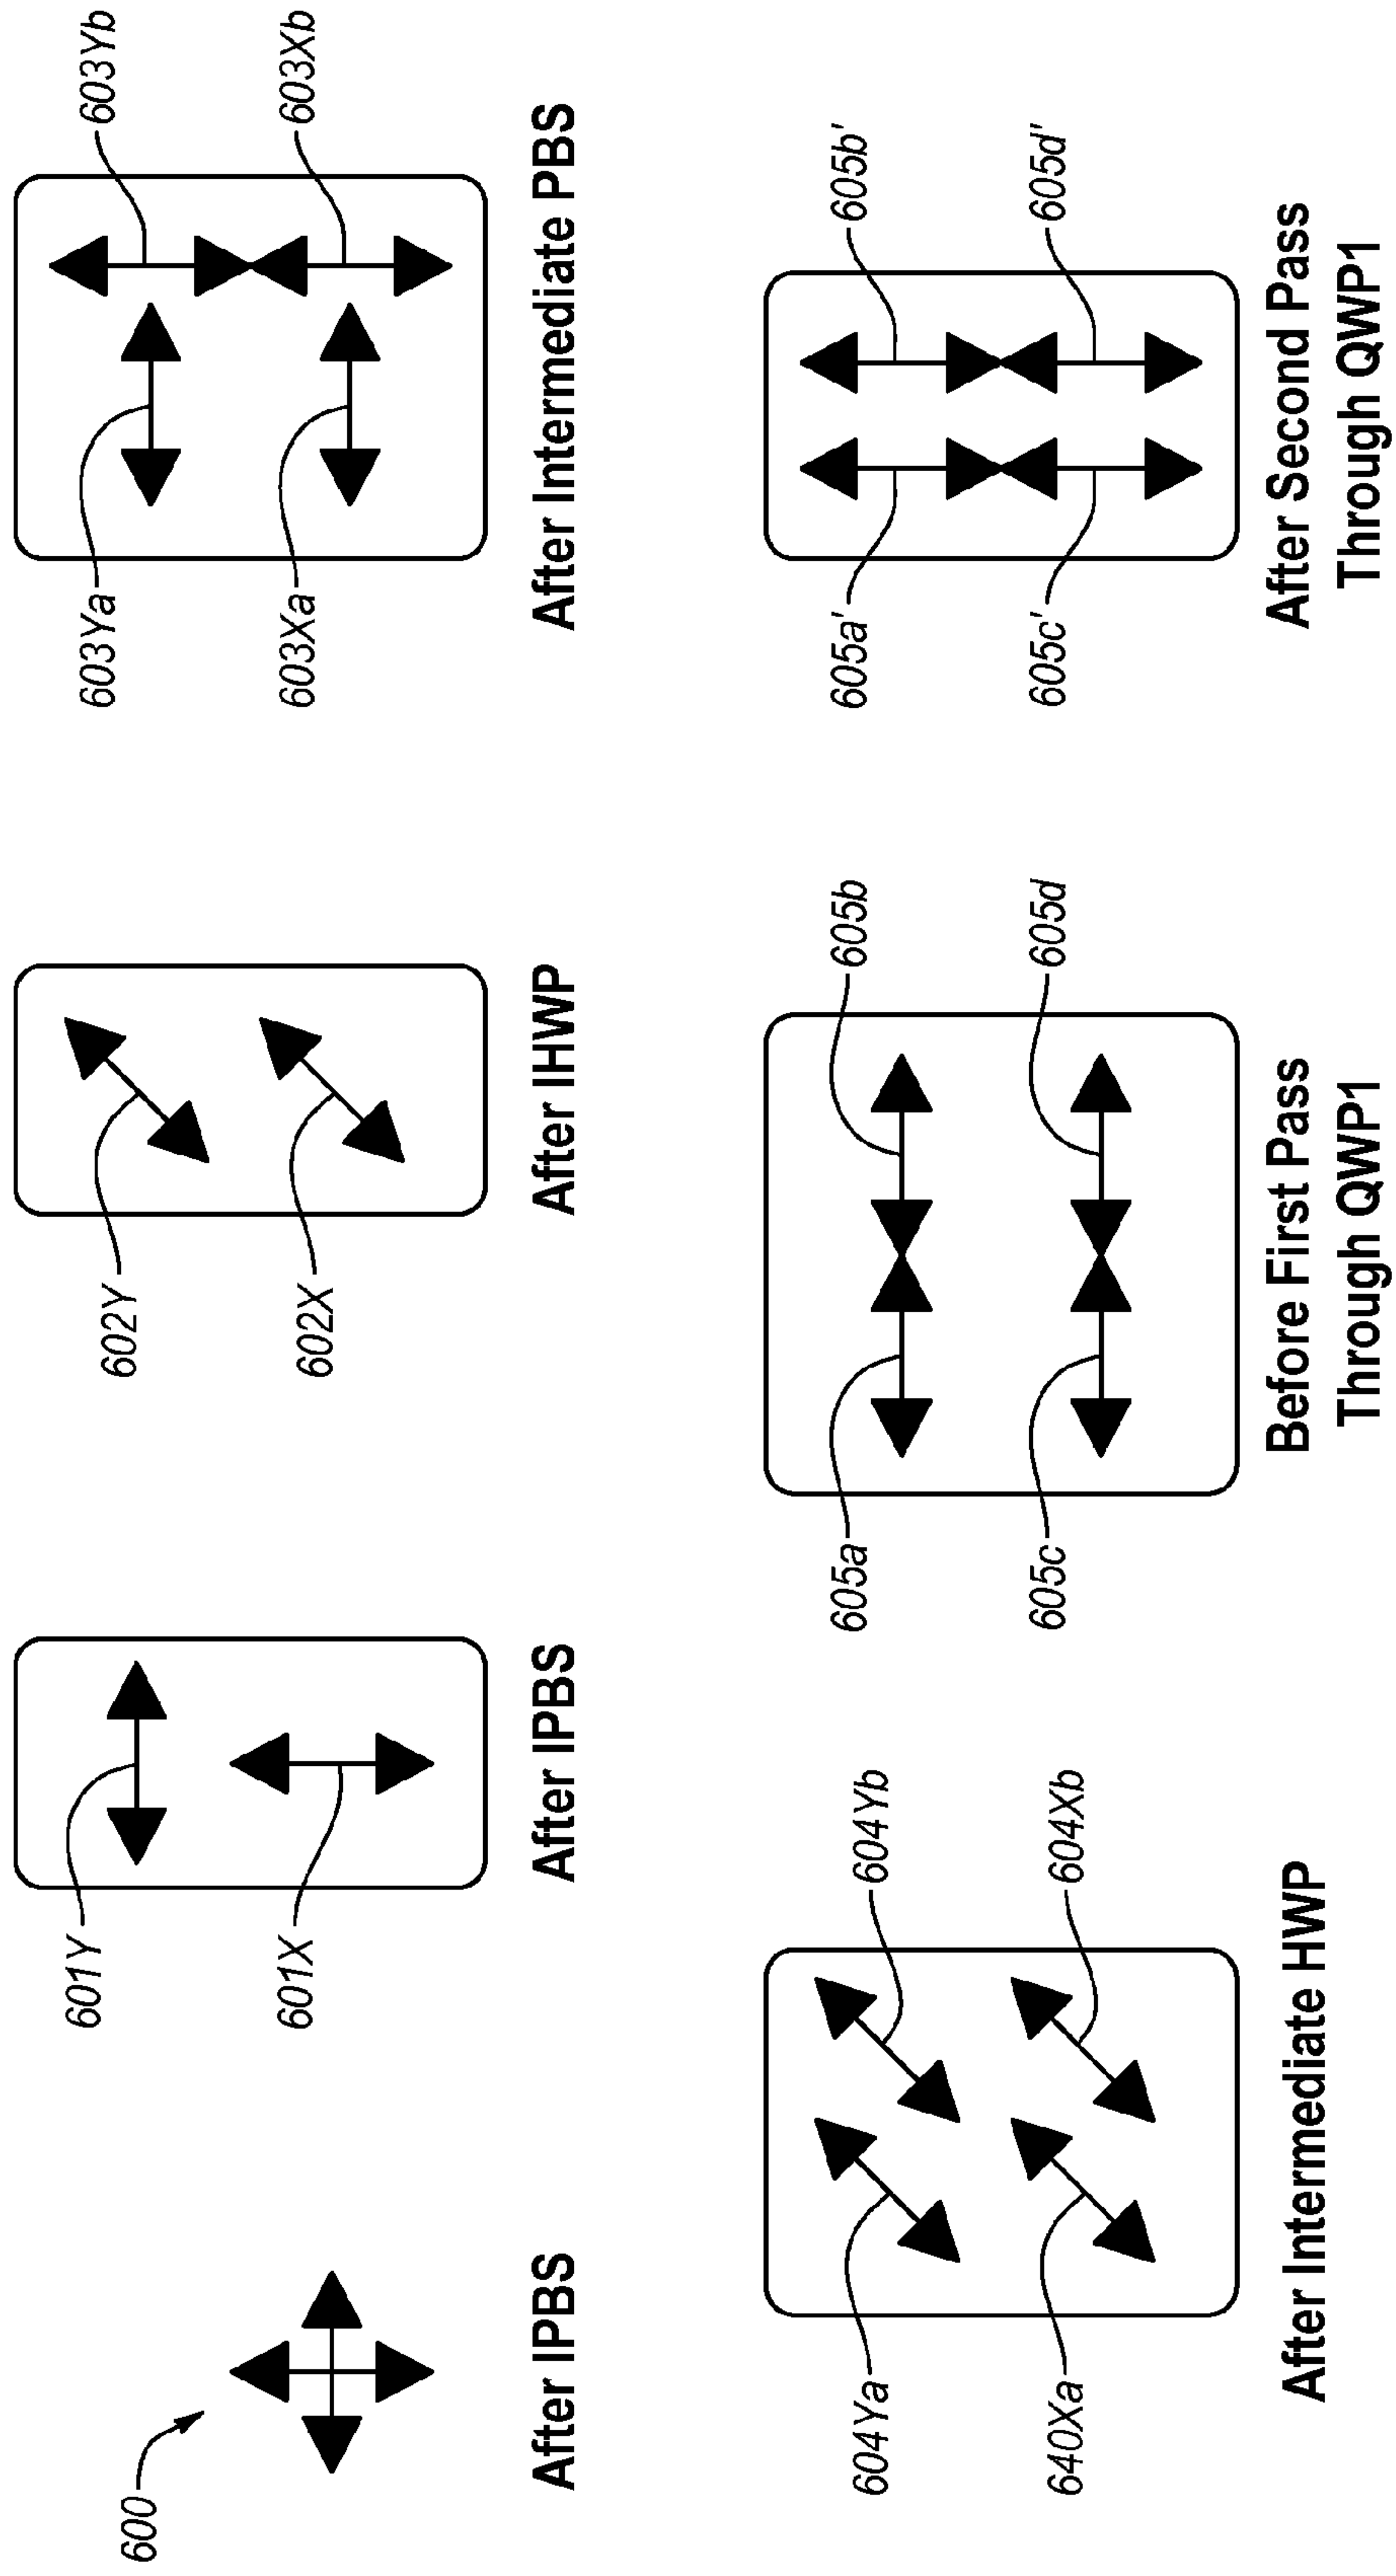 600
After IPBS
601Y
601X
After IPBS
602Y
602X
After IHWP
603Ya
603Yb
603Xa
603Xb
After Intermediate PBS
604Ya
604Yb
640Xa
604Xb
After Intermediate HWP
605a
605b
605c
605d
Before First Pass
Through QWP1
605a'
605b'
605c'
605d'
After Second Pass
Through QWP1